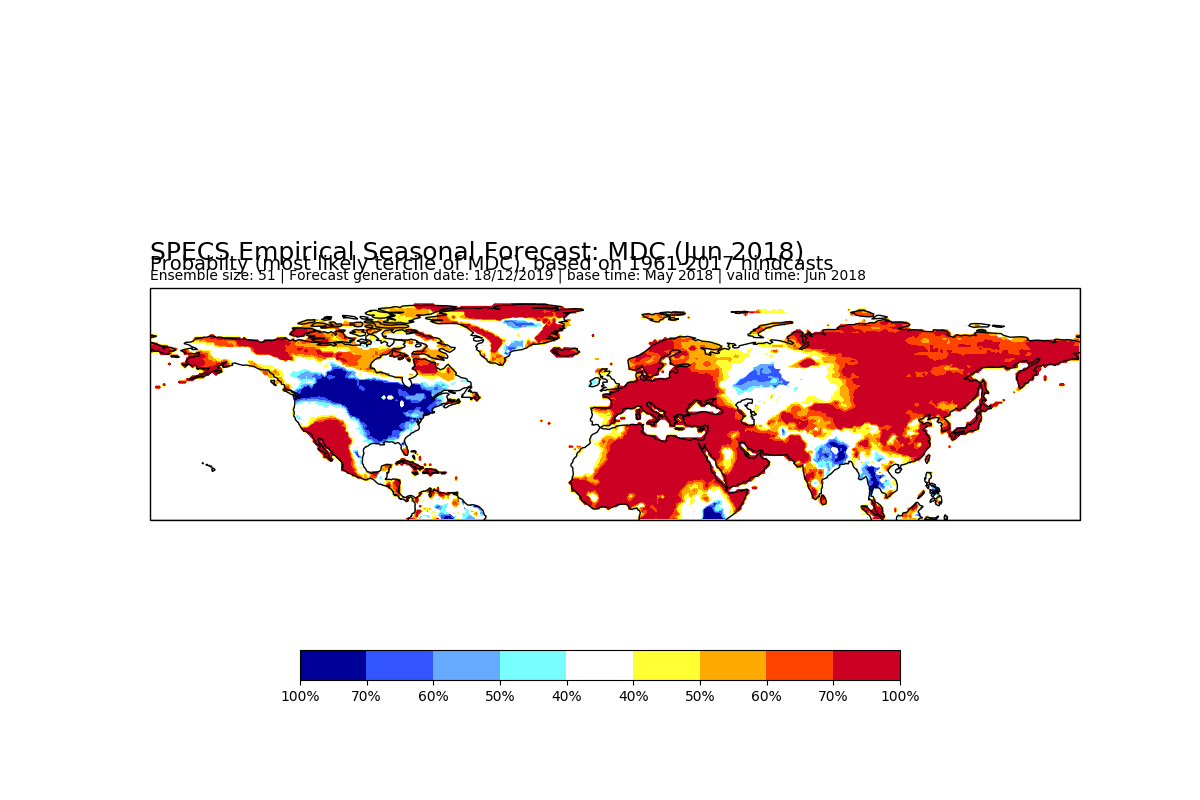 SPECS Empirical Seasonal Forecast: MDC (Jun 2018)
Probabilty (most likely tercile of MDC), based on 1961-2017 hindcasts
Ensemble size: 51 | Forecast generation date: 18/12/2019 | base time: May 2018 | valid time: Jun 2018
100% 70% 60% 50% 40% 40% 50% 60% 70% 100%